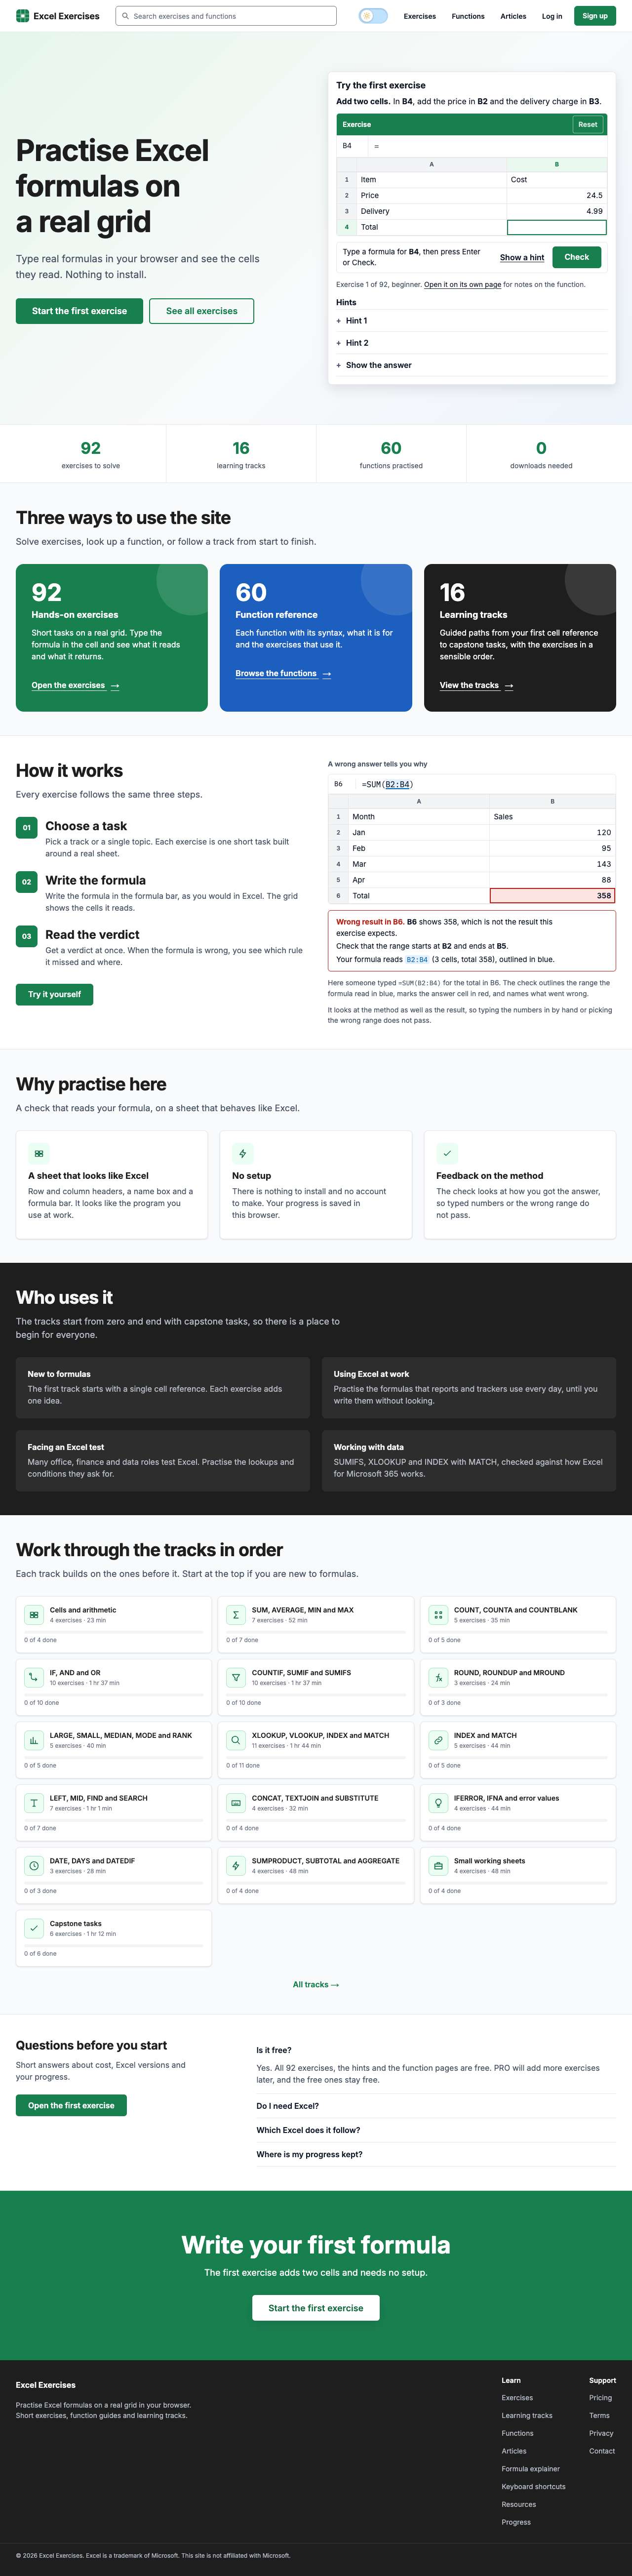 Excel Exercises
Search exercises and functions
Exercises
Functions
Articles
Log in
Sign up
Practise Excel
formulas on
a real grid
Type real formulas in your browser and see the cells
they read. Nothing to install.
Start the first exercise
See all exercises
Try the first exercise
Add two cells. In B4, add the price in B2 and the delivery charge in B3.
Exercise
Reset
B4
=
A
B
1 Item Cost
2 Price 24.5
3 Delivery 4.99
4 Total
Type a formula for B4, then press Enter
or Check.
Show a hint
Check
Exercise 1 of 92, beginner. Open it on its own page for notes on the function.
Hints
+ Hint 1
+ Hint 2
+ Show the answer
92
exercises to solve
16
learning tracks
60
functions practised
0
downloads needed
Three ways to use the site
Solve exercises, look up a function, or follow a track from start to finish.
92
Hands-on exercises
Short tasks on a real grid. Type the
formula in the cell and see what it reads
and what it returns.
Open the exercises →
60
Function reference
Each function with its syntax, what it is for
and the exercises that use it.
Browse the functions →
16
Learning tracks
Guided paths from your first cell reference
to capstone tasks, with the exercises in a
sensible order.
View the tracks →
How it works
Every exercise follows the same three steps.
01
Choose a task
Pick a track or a single topic. Each exercise is one short task built
around a real sheet.
02
Write the formula
Write the formula in the formula bar, as you would in Excel. The grid
shows the cells it reads.
03
Read the verdict
Get a verdict at once. When the formula is wrong, you see which rule
it missed and where.
Try it yourself
A wrong answer tells you why
B6
=SUM(B2:B4)
A
B
1 Month Sales
2 Jan 120
3 Feb 95
4 Mar 143
5 Apr 88
6 Total 358
Wrong result in B6. B6 shows 358, which is not the result this
exercise expects.
Check that the range starts at B2 and ends at B5.
Your formula reads B2:B4 (3 cells, total 358), outlined in blue.
Here someone typed =SUM(B2:B4) for the total in B6. The check outlines the range the
formula read in blue, marks the answer cell in red, and names what went wrong.
It looks at the method as well as the result, so typing the numbers in by hand or picking
the wrong range does not pass.
Why practise here
A check that reads your formula, on a sheet that behaves like Excel.
A sheet that looks like Excel
Row and column headers, a name box and a
formula bar. It looks like the program you
use at work.
No setup
There is nothing to install and no account
to make. Your progress is saved in
this browser.
Feedback on the method
The check looks at how you got the answer,
so typed numbers or the wrong range do
not pass.
Who uses it
The tracks start from zero and end with capstone tasks, so there is a place to
begin for everyone.
New to formulas
The first track starts with a single cell reference. Each exercise adds
one idea.
Using Excel at work
Practise the formulas that reports and trackers use every day, until you
write them without looking.
Facing an Excel test
Many office, finance and data roles test Excel. Practise the lookups and
conditions they ask for.
Working with data
SUMIFS, XLOOKUP and INDEX with MATCH, checked against how Excel
for Microsoft 365 works.
Work through the tracks in order
Each track builds on the ones before it. Start at the top if you are new to formulas.
Cells and arithmetic
4 exercises · 23 min
0 of 4 done
SUM, AVERAGE, MIN and MAX
7 exercises · 52 min
0 of 7 done
COUNT, COUNTA and COUNTBLANK
5 exercises · 35 min
0 of 5 done
IF, AND and OR
10 exercises · 1 hr 37 min
0 of 10 done
COUNTIF, SUMIF and SUMIFS
10 exercises · 1 hr 37 min
0 of 10 done
ROUND, ROUNDUP and MROUND
3 exercises · 24 min
0 of 3 done
LARGE, SMALL, MEDIAN, MODE and RANK
5 exercises · 40 min
0 of 5 done
XLOOKUP, VLOOKUP, INDEX and MATCH
11 exercises · 1 hr 44 min
0 of 11 done
INDEX and MATCH
5 exercises · 44 min
0 of 5 done
LEFT, MID, FIND and SEARCH
7 exercises · 1 hr 1 min
0 of 7 done
CONCAT, TEXTJOIN and SUBSTITUTE
4 exercises · 32 min
0 of 4 done
IFERROR, IFNA and error values
4 exercises · 44 min
0 of 4 done
DATE, DAYS and DATEDIF
3 exercises · 28 min
0 of 3 done
SUMPRODUCT, SUBTOTAL and AGGREGATE
4 exercises · 48 min
0 of 4 done
Small working sheets
4 exercises · 48 min
0 of 4 done
Capstone tasks
6 exercises · 1 hr 12 min
0 of 6 done
All tracks →
Questions before you start
Short answers about cost, Excel versions and
your progress.
Open the first exercise
Is it free?
Yes. All 92 exercises, the hints and the function pages are free. PRO will add more exercises
later, and the free ones stay free.
Do I need Excel?
Which Excel does it follow?
Where is my progress kept?
Write your first formula
The first exercise adds two cells and needs no setup.
Start the first exercise
Excel Exercises
Practise Excel formulas on a real grid in your browser.
Short exercises, function guides and learning tracks.
Learn
Exercises
Learning tracks
Functions
Articles
Formula explainer
Keyboard shortcuts
Resources
Progress
Support
Pricing
Terms
Privacy
Contact
© 2026 Excel Exercises. Excel is a trademark of Microsoft. This site is not affiliated with Microsoft.